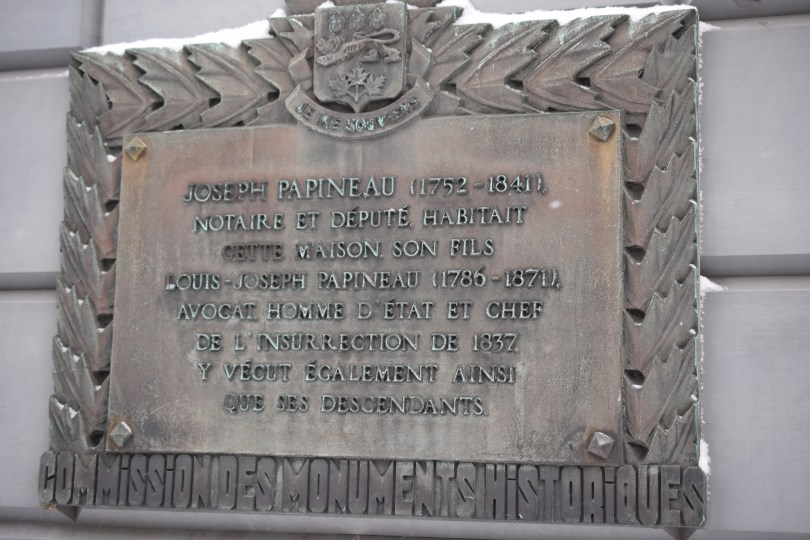 JE ME SOUVIENS
JOSEPH PAPINEAU (1752-1841),
NOTAIRE ET DÉPUTÉ, HABITAIT
CETTE MAISON. SON FILS
LOUIS-JOSEPH PAPINEAU (1786-1871),
AVOCAT, HOMME D'ÉTAT ET CHEF
DE L'INSURRECTION DE 1837,
Y VÉCUT ÉGALEMENT AINSI
QUE SES DESCENDANTS.
COMMISSION DES MONUMENTS HISTORIQUES